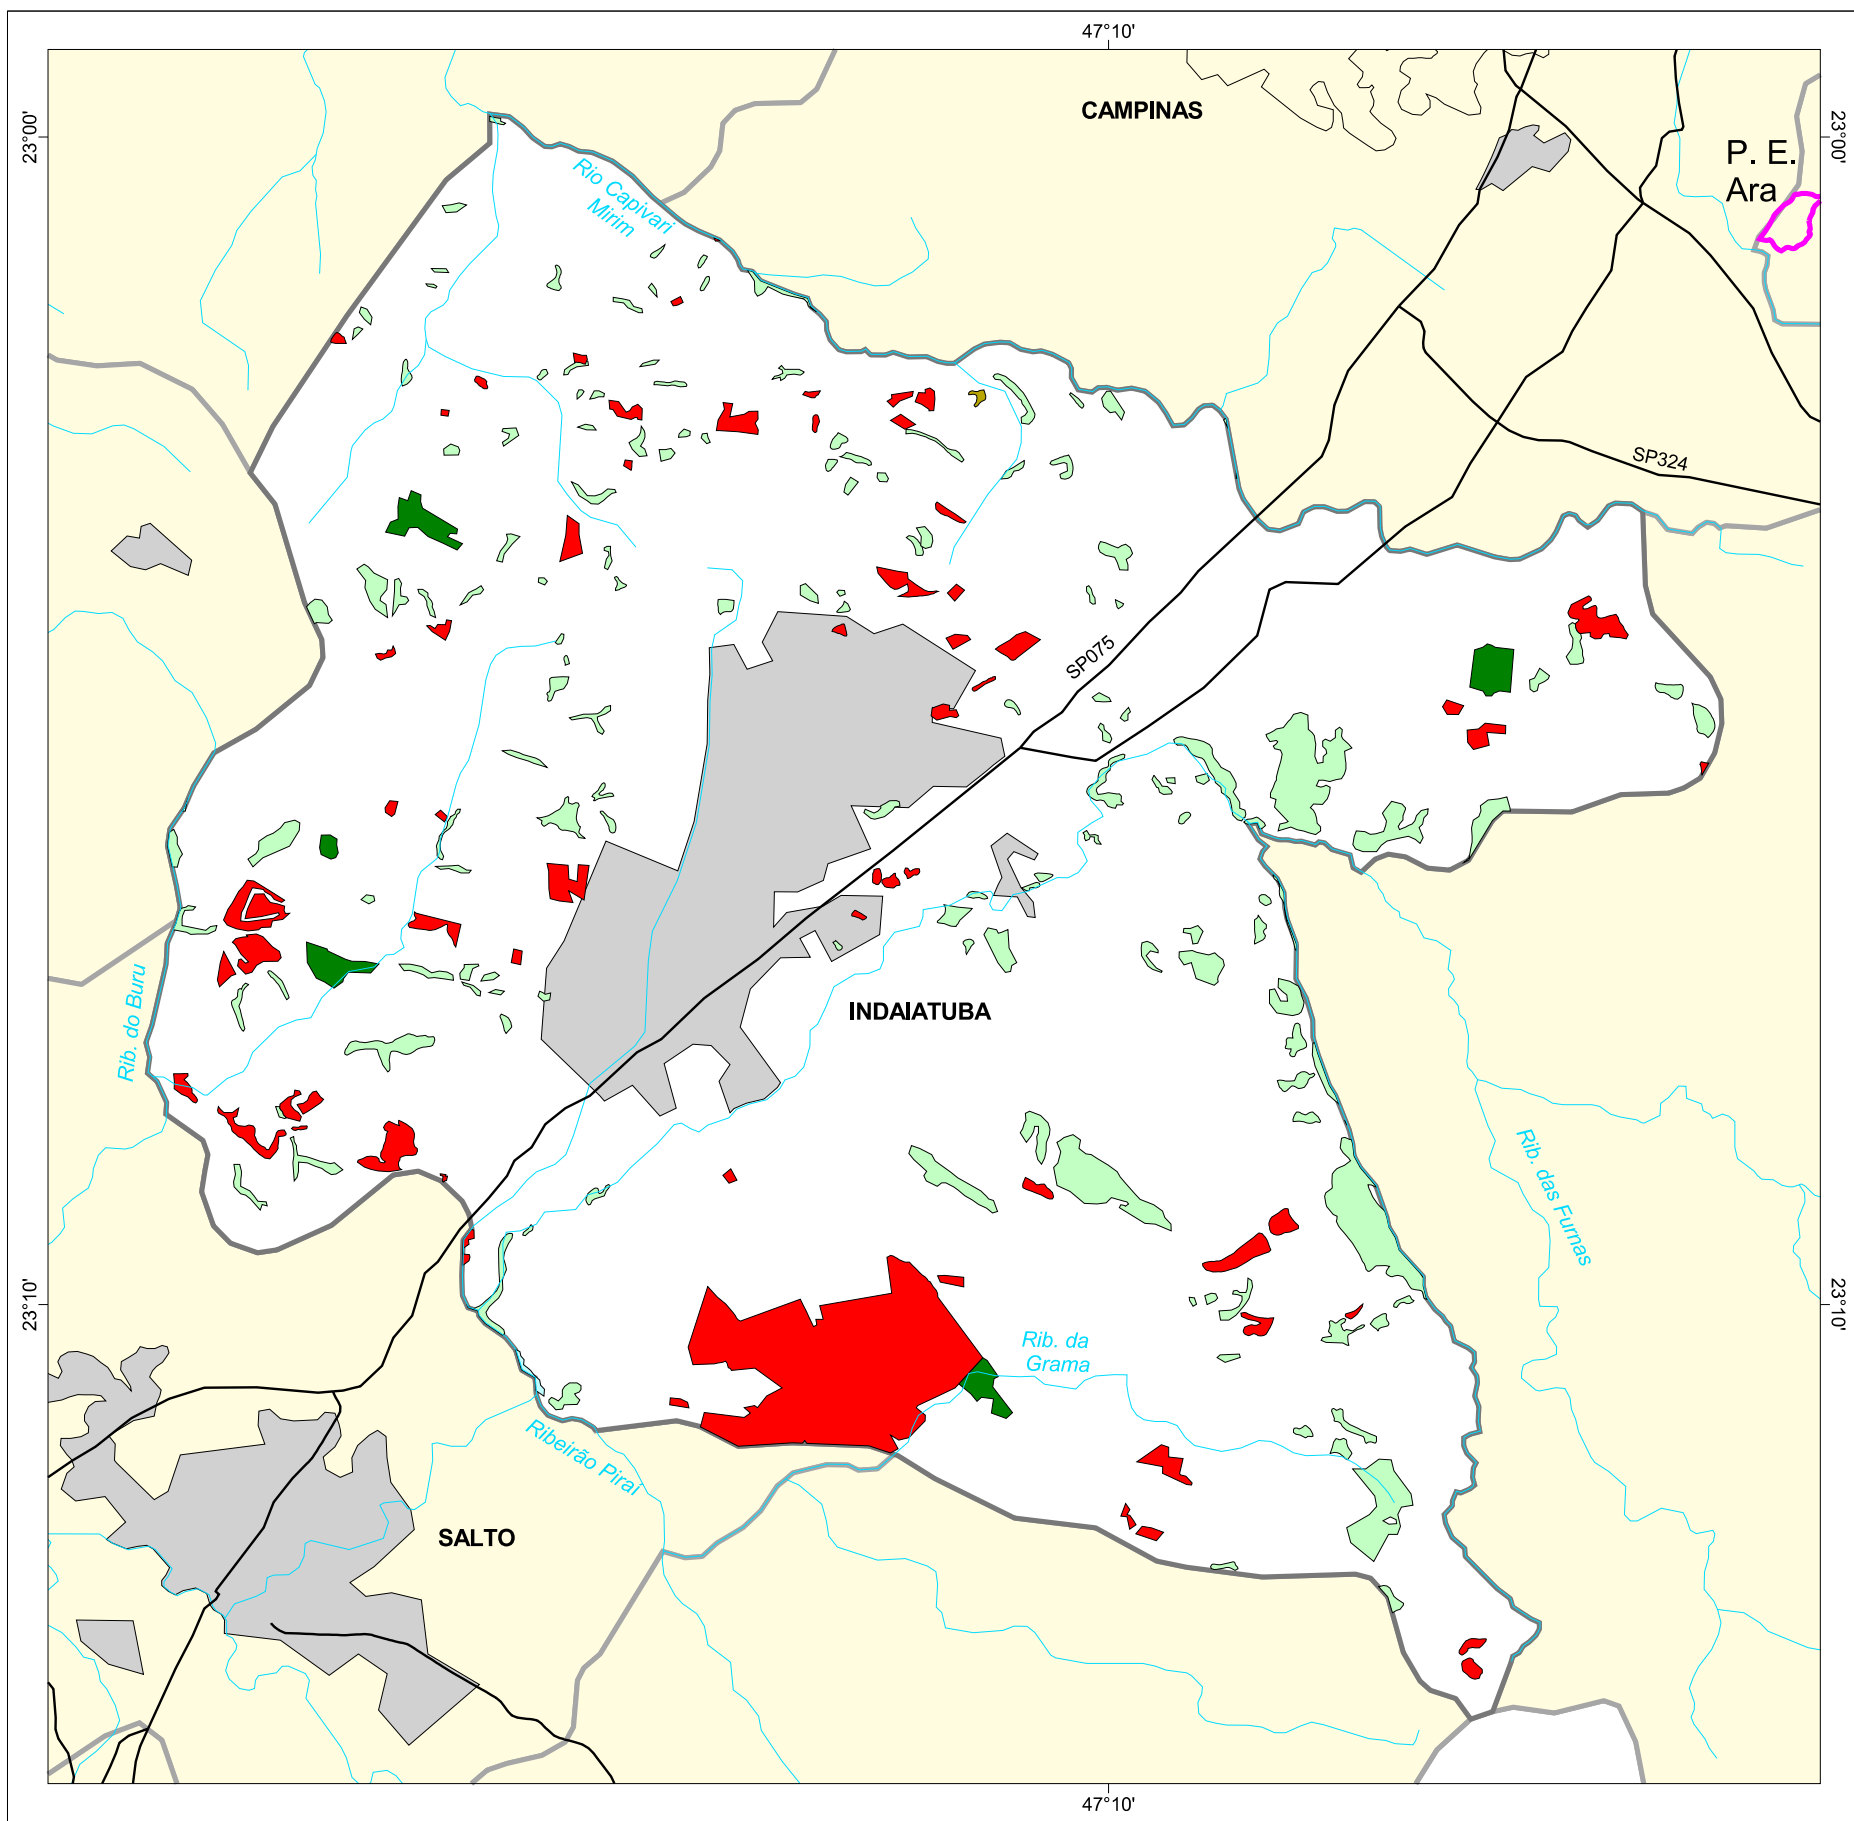 47°10'
CAMPINAS
23°00'
23°00'
P. E.
Ara
Rio Capivari
Mirim
SP324
SP075
Rib. do Buru
INDAIATUBA
Rib. das Furnas
23°10'
23°10'
Rib. da
Grama
Ribeirão Piraí
SALTO
47°10'